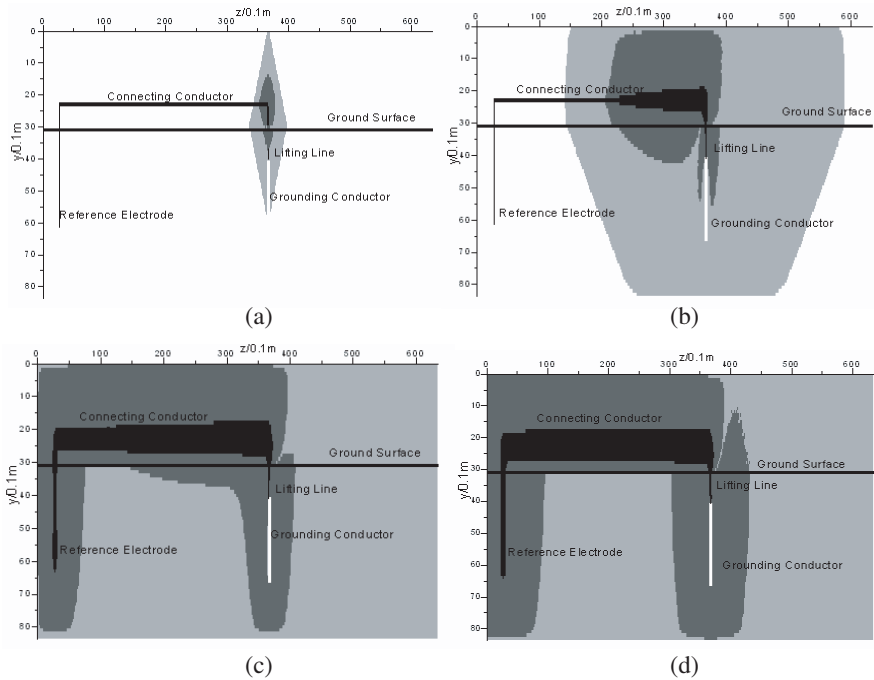 z/0.1m
0 100 200 300 400 500 600
0
10
20
30
40
50
60
70
80
y/0.1m
Connecting Conductor
Ground Surface
Lifting Line
Grounding Conductor
Reference Electrode
(a)
z/0.1m
0 100 200 300 400 500 600
0
10
20
30
40
50
60
70
80
y/0.1m
Connecting Conductor
Ground Surface
Lifting Line
Reference Electrode
Grounding Conductor
(b)
z/0.1m
0 100 200 300 400 500 600
0
10
20
30
40
50
60
70
80
y/0.1m
Connecting Conductor
Ground Surface
Lifting Line
Grounding Conductor
Reference Electrode
(c)
z/0.1m
0 100 200 300 400 500 600
0
10
20
30
40
50
60
70
80
y/0.1m
Connecting Conductor
Ground Surface
Lifting Line
Reference Electrode
Grounding Conductor
(d)